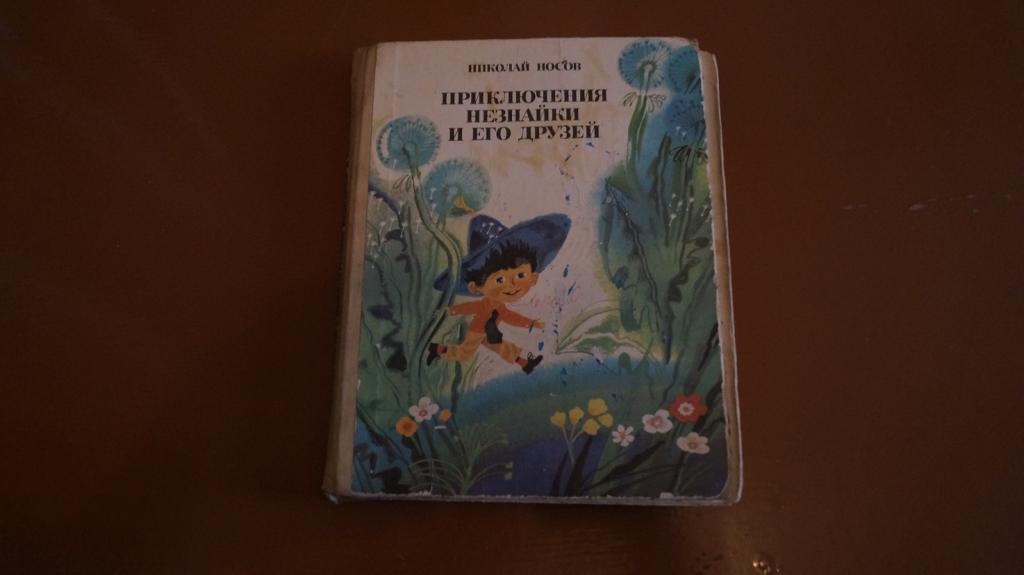 НИКОЛАЙ НОСОВ
ПРИКЛЮЧЕНИЯ
НЕЗНАЙКИ
И ЕГО ДРУЗЕЙ